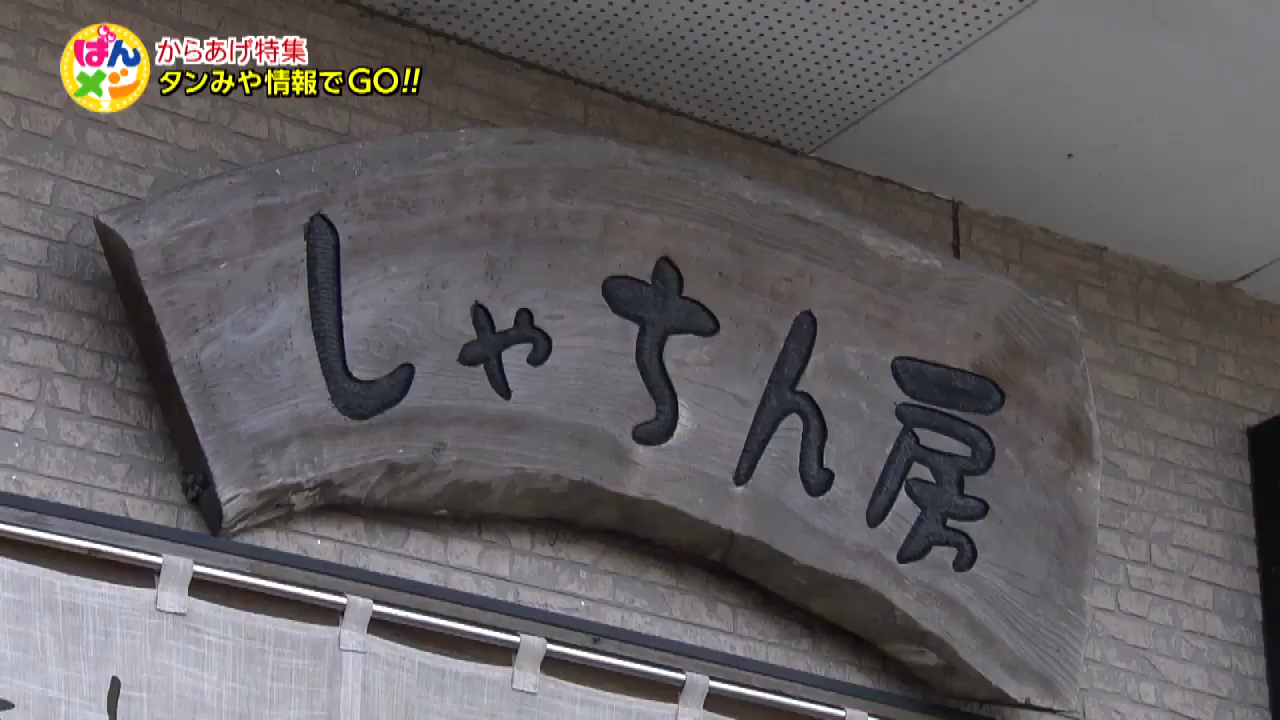 ばん
メシ
からあげ特集
タンみや情報でGO!!
しゃちん房